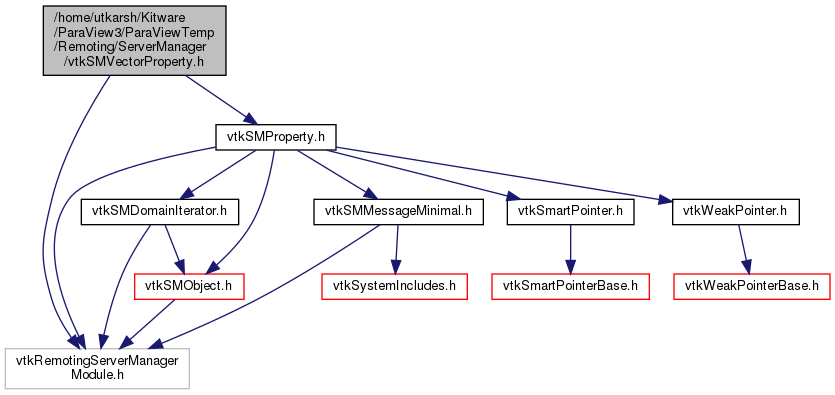 /home/utkarsh/Kitware
/ParaView3/ParaViewTemp
/Remoting/ServerManager
/vtkSMVectorProperty.h
vtkSMProperty.h
vtkSMDomainIterator.h
vtkSMMessageMinimal.h
vtkSmartPointer.h
vtkWeakPointer.h
vtkSMObject.h
vtkSystemIncludes.h
vtkSmartPointerBase.h
vtkWeakPointerBase.h
vtkRemotingServerManager
Module.h